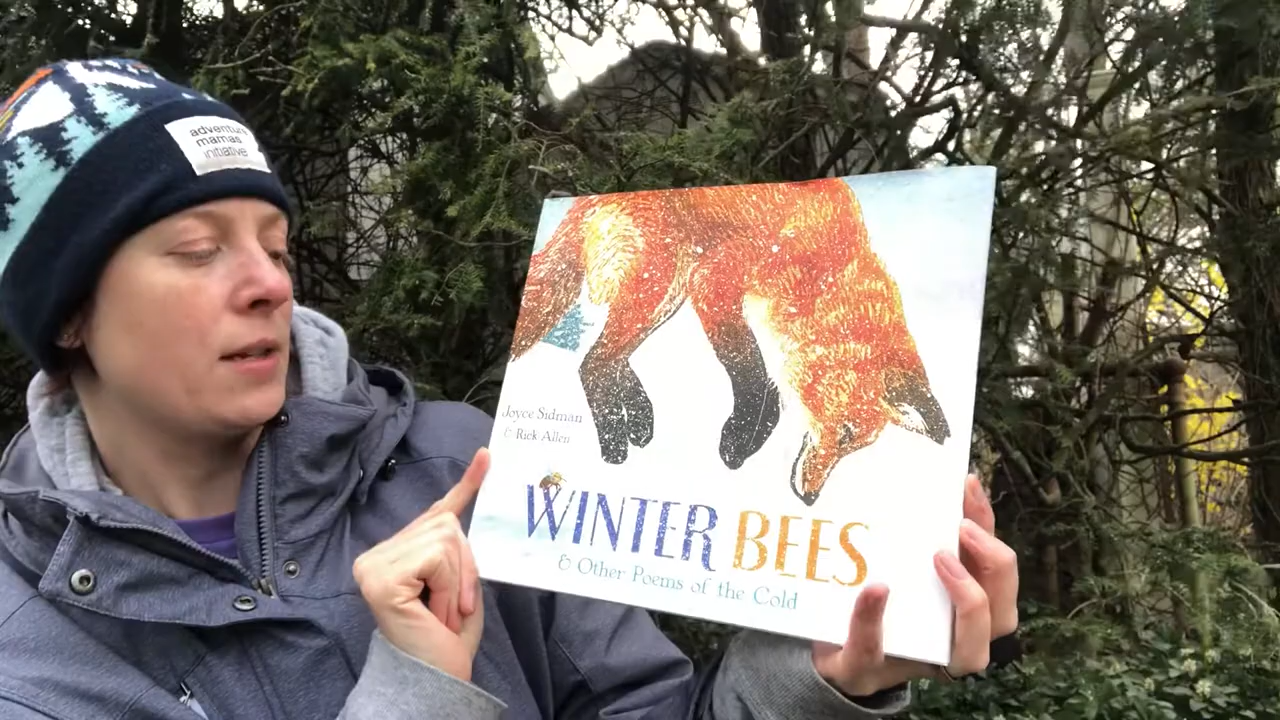 adventure
mamas
initiative
Joyce Sidman
& Rick Allen
WINTER BEES
& Other Poems of the Cold